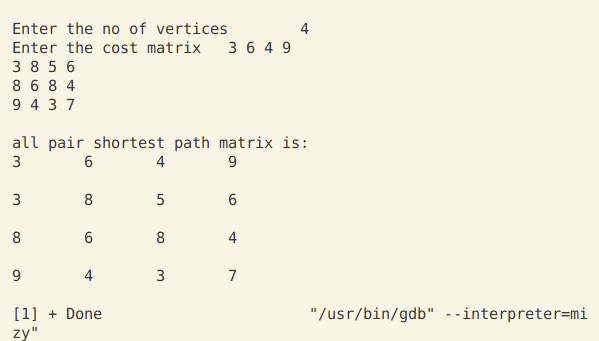 Enter the no of vertices        4
Enter the cost matrix   3 6 4 9
3 8 5 6
8 6 8 4
9 4 3 7
all pair shortest path matrix is:
3       6       4       9
3       8       5       6
8       6       8       4
9       4       3       7
[1] + Done                        "/usr/bin/gdb" --interpreter=mi
zy"